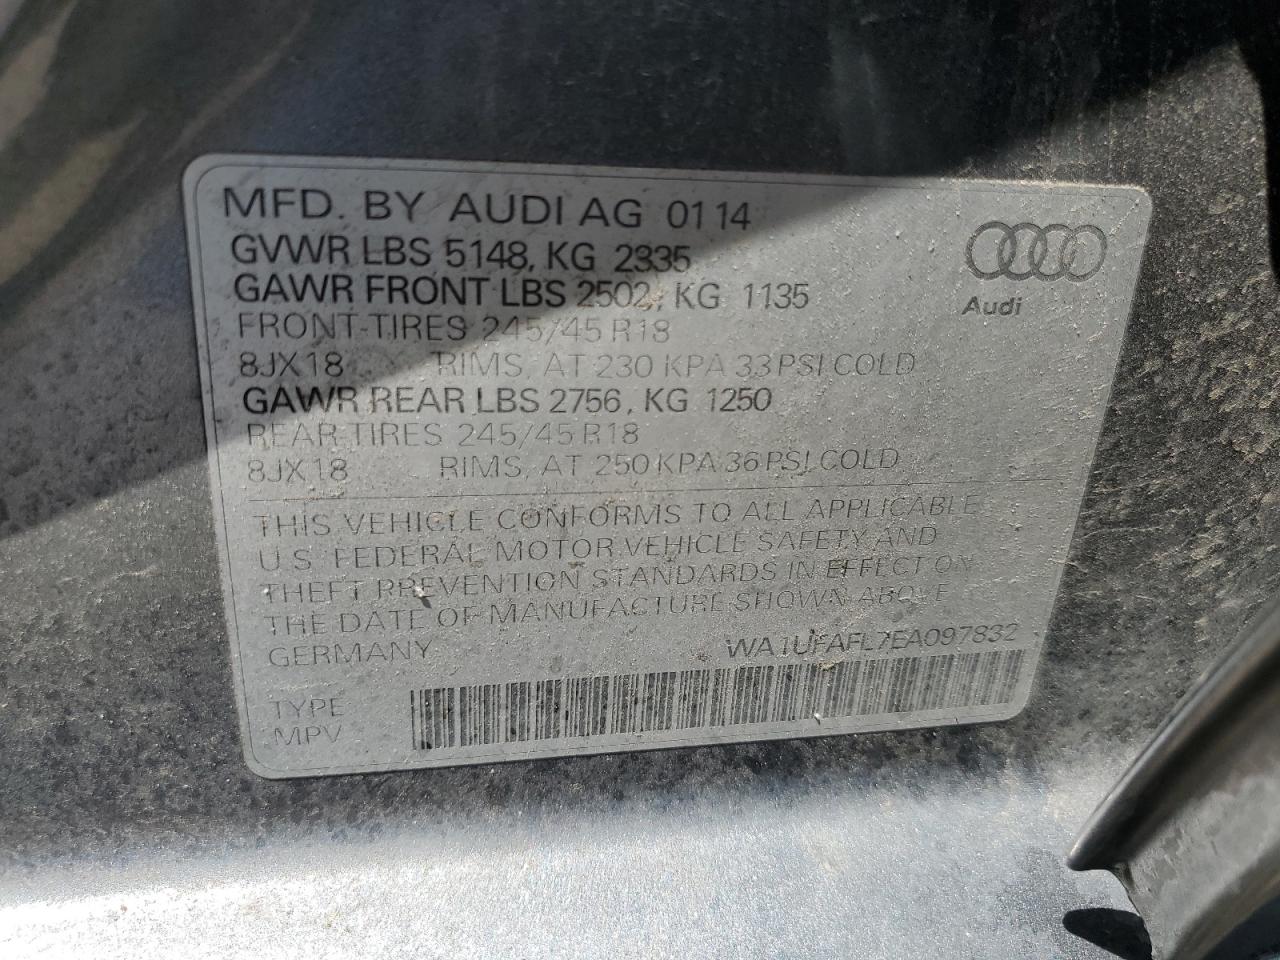 MFD. BY AUDI AG 01 14
GVWR LBS 5148, KG 2335
GAWR FRONT LBS 2502, KG 1135
FRONT-TIRES 245/45 R18
8JX18 RIMS, AT 230 KPA 33 PSI COLD
GAWR REAR LBS 2756, KG 1250
REAR-TIRES 245/45 R18
8JX18 RIMS, AT 250 KPA 36 PSI COLD
Audi
THIS VEHICLE CONFORMS TO ALL APPLICABLE
U.S. FEDERAL MOTOR VEHICLE SAFETY AND
THEFT PREVENTION STANDARDS IN EFFECT ON
THE DATE OF MANUFACTURE SHOWN ABOVE
GERMANY WA1UFAFL7EA097832
TYPE
MPV